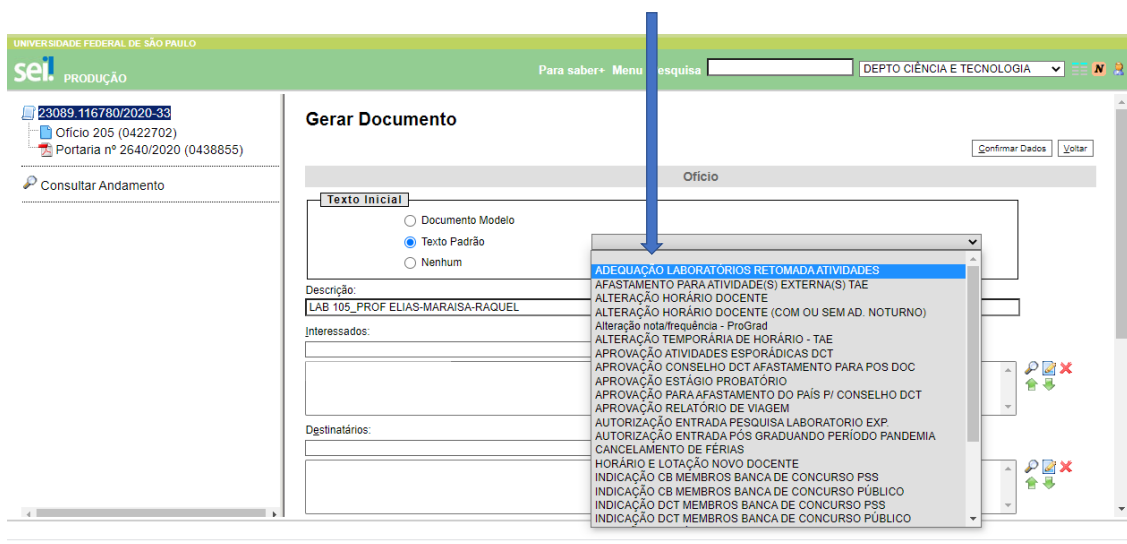 UNIVERSIDADE FEDERAL DE SÃO PAULO
sei! PRODUÇÃO
Para saber+ Menu Pesquisa DEPTO CIÊNCIA E TECNOLOGIA N
23089.116780/2020-33
Ofício 205 (0422702)
Portaria nº 2640/2020 (0438855)
Consultar Andamento
Gerar Documento
Confirmar Dados Voltar
Ofício
Texto Inicial
Documento Modelo
Texto Padrão
Nenhum
ADEQUAÇÃO LABORATÓRIOS RETOMADA ATIVIDADES
AFASTAMENTO PARA ATIVIDADE(S) EXTERNA(S) TAE
ALTERAÇÃO HORÁRIO DOCENTE
ALTERAÇÃO HORÁRIO DOCENTE (COM OU SEM AD. NOTURNO)
Alteração nota/frequência - ProGrad
ALTERAÇÃO TEMPORÁRIA DE HORÁRIO - TAE
APROVAÇÃO ATIVIDADES ESPORÁDICAS DCT
APROVAÇÃO CONSELHO DCT AFASTAMENTO PARA POS DOC
APROVAÇÃO ESTÁGIO PROBATÓRIO
APROVAÇÃO PARA AFASTAMENTO DO PAÍS P/ CONSELHO DCT
APROVAÇÃO RELATÓRIO DE VIAGEM
AUTORIZAÇÃO ENTRADA PESQUISA LABORATORIO EXP.
AUTORIZAÇÃO ENTRADA PÓS GRADUANDO PERÍODO PANDEMIA
CANCELAMENTO DE FÉRIAS
HORÁRIO E LOTAÇÃO NOVO DOCENTE
INDICAÇÃO CB MEMBROS BANCA DE CONCURSO PSS
INDICAÇÃO CB MEMBROS BANCA DE CONCURSO PÚBLICO
INDICAÇÃO DCT MEMBROS BANCA DE CONCURSO PSS
INDICAÇÃO DCT MEMBROS BANCA DE CONCURSO PÚBLICO
Descrição:
LAB 105_PROF ELIAS-MARAISA-RAQUEL
Interessados:
Destinatários: